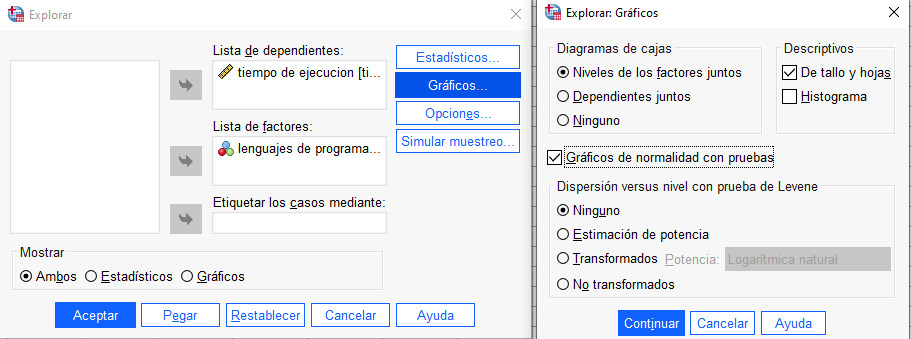 Explorar
Lista de dependientes:
tiempo de ejecucion [ti...
Lista de factores:
lenguajes de programa...
Etiquetar los casos mediante:
Estadísticos...
Gráficos...
Opciones...
Simular muestreo...
Mostrar
Ambos Estadísticos Gráficos
Aceptar Pegar Restablecer Cancelar Ayuda
Explorar: Gráficos
Diagramas de cajas
Niveles de los factores juntos
Dependientes juntos
Ninguno
Descriptivos
De tallo y hojas
Histograma
Gráficos de normalidad con pruebas
Dispersión versus nivel con prueba de Levene
Ninguno
Estimación de potencia
Transformados Potencia: Logarítmica natural
No transformados
Continuar Cancelar Ayuda